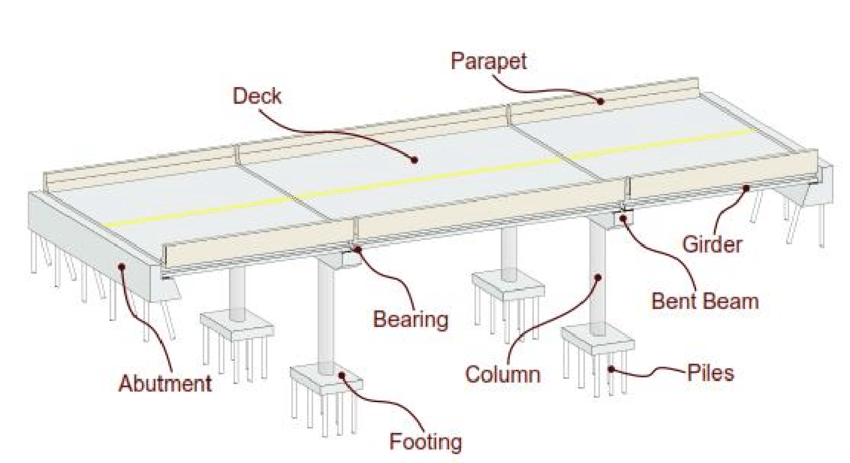 Parapet
Deck
Girder
Bent Beam
Bearing
Column
Piles
Abutment
Footing